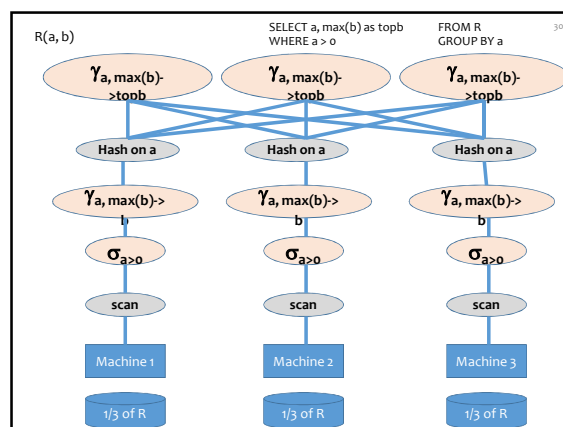 R(a, b)
SELECT a, max(b) as topb
WHERE a > 0
FROM R
GROUP BY a
30
γa, max(b)-
>topb
γa, max(b)-
>topb
γa, max(b)-
>topb
Hash on a
Hash on a
Hash on a
γa, max(b)->
b
γa, max(b)->
b
γa, max(b)->
b
σa>0
σa>0
σa>0
scan
scan
scan
Machine 1
Machine 2
Machine 3
1/3 of R
1/3 of R
1/3 of R